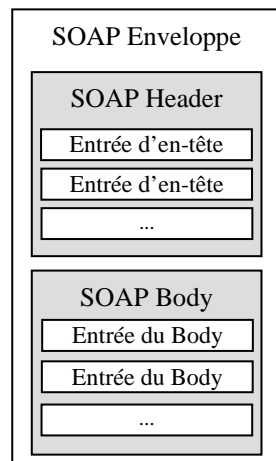 SOAP Enveloppe
SOAP Header
Entrée d’en-tête
Entrée d’en-tête
...
SOAP Body
Entrée du Body
Entrée du Body
...